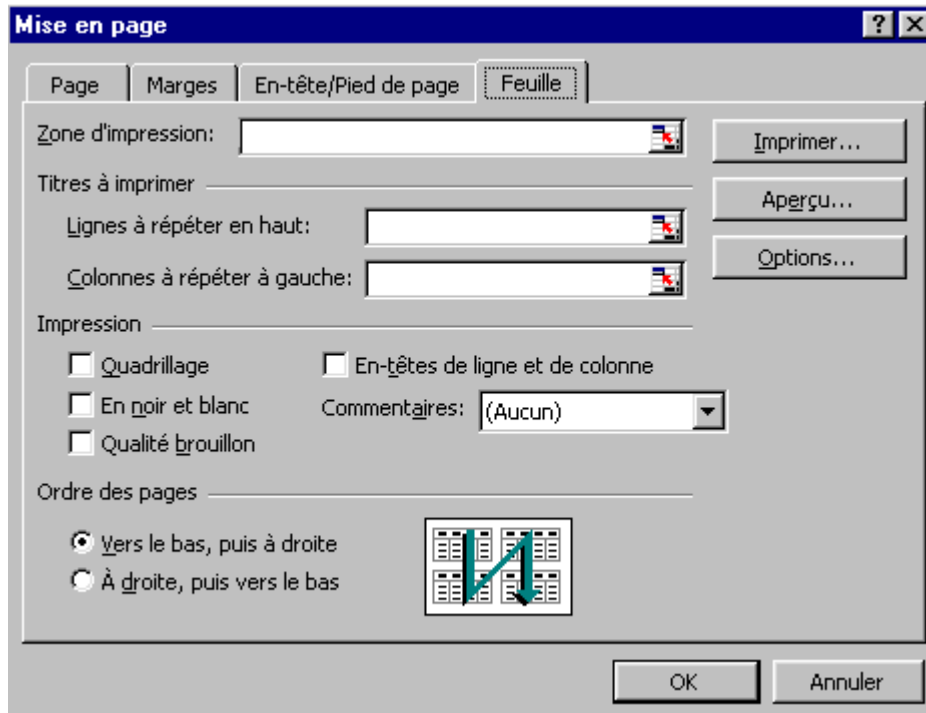 Mise en page
Page Marges En-tête/Pied de page Feuille
Zone d'impression:
Imprimer...
Titres à imprimer
Aperçu...
Lignes à répéter en haut:
Options...
Colonnes à répéter à gauche:
Impression
Quadrillage
En-têtes de ligne et de colonne
En noir et blanc
Commentaires: (Aucun)
Qualité brouillon
Ordre des pages
Vers le bas, puis à droite
À droite, puis vers le bas
OK Annuler